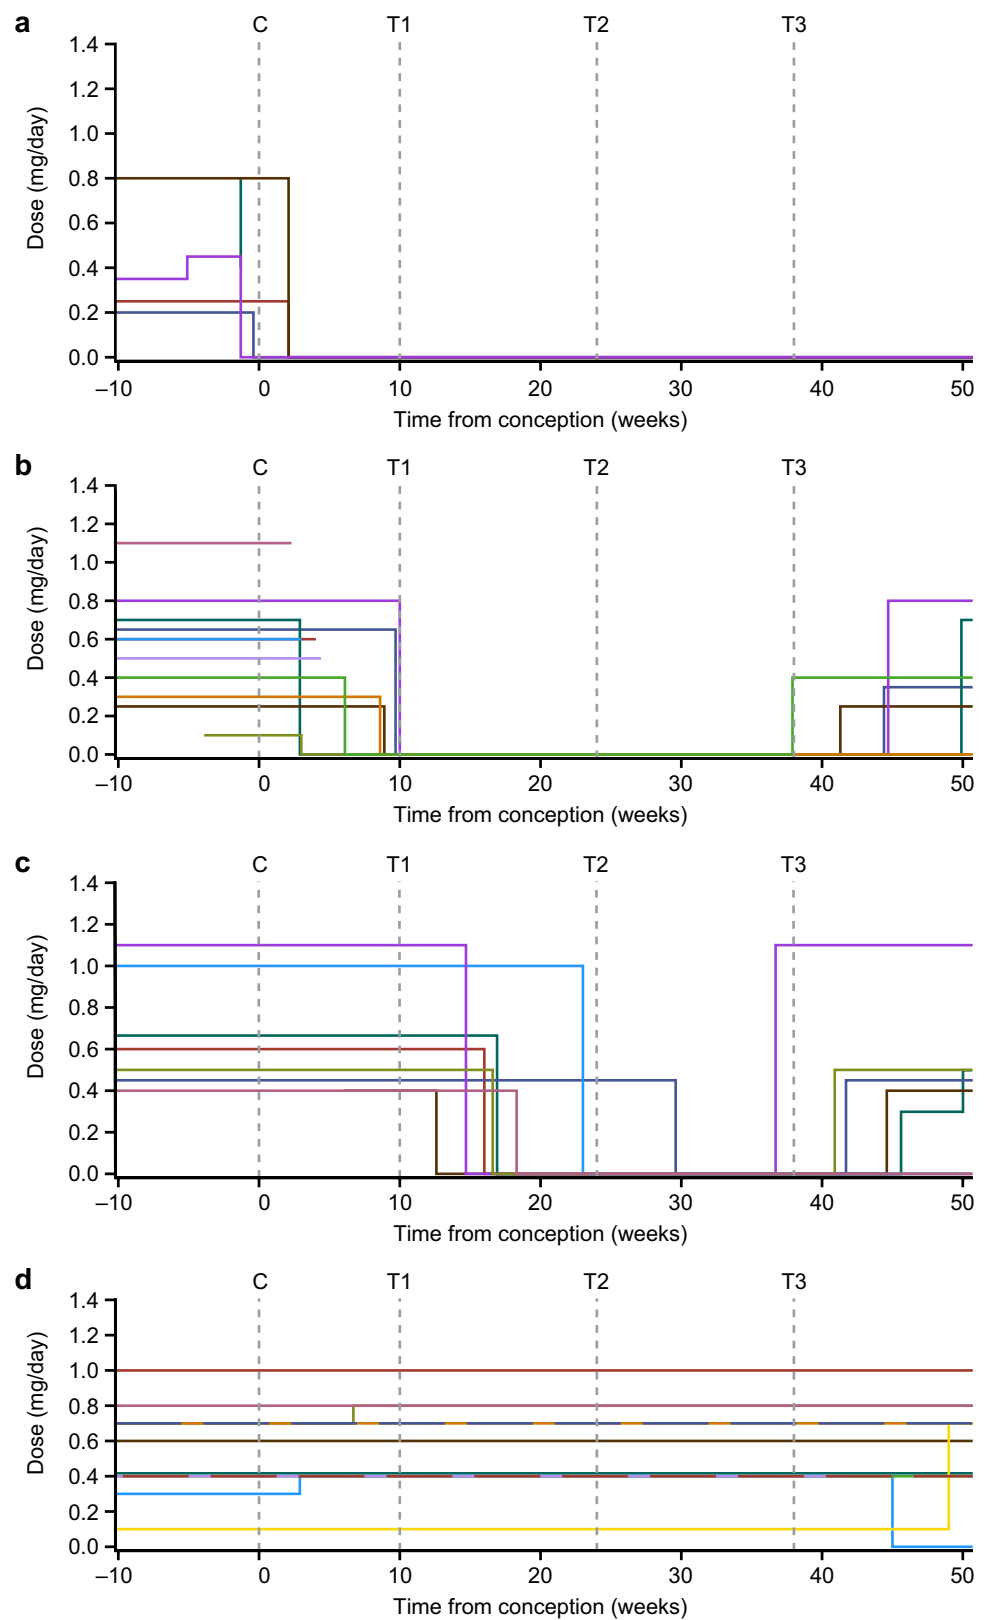 a
C T1 T2 T3
1.4
1.2
1.0
0.8
0.6
0.4
0.2
0.0
Dose (mg/day)
–10 0 10 20 30 40 50
Time from conception (weeks)
b
C T1 T2 T3
1.4
1.2
1.0
0.8
0.6
0.4
0.2
0.0
Dose (mg/day)
–10 0 10 20 30 40 50
Time from conception (weeks)
c
C T1 T2 T3
1.4
1.2
1.0
0.8
0.6
0.4
0.2
0.0
Dose (mg/day)
–10 0 10 20 30 40 50
Time from conception (weeks)
d
C T1 T2 T3
1.4
1.2
1.0
0.8
0.6
0.4
0.2
0.0
Dose (mg/day)
–10 0 10 20 30 40 50
Time from conception (weeks)